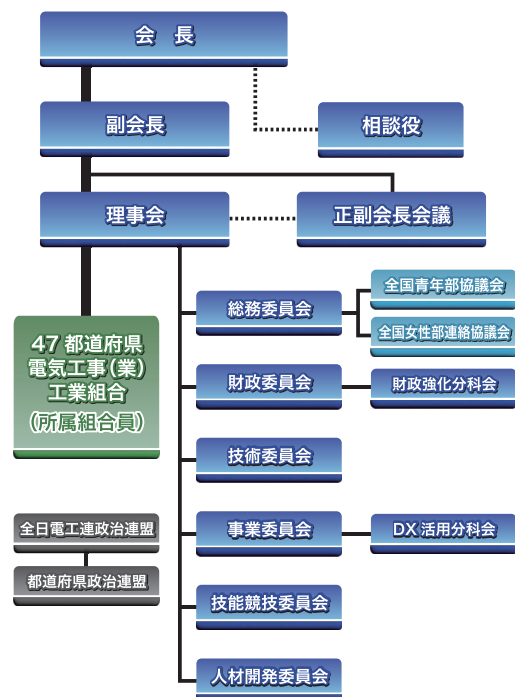 会 長
副会長
相談役
理事会
正副会長会議
総務委員会
全国青年部協議会
全国女性部連絡協議会
47都道府県
電気工事(業)
工業組合
(所属組合員)
財政委員会
財政強化分科会
技術委員会
事業委員会
DX活用分科会
全日電工連政治連盟
都道府県政治連盟
技能競技委員会
人材開発委員会